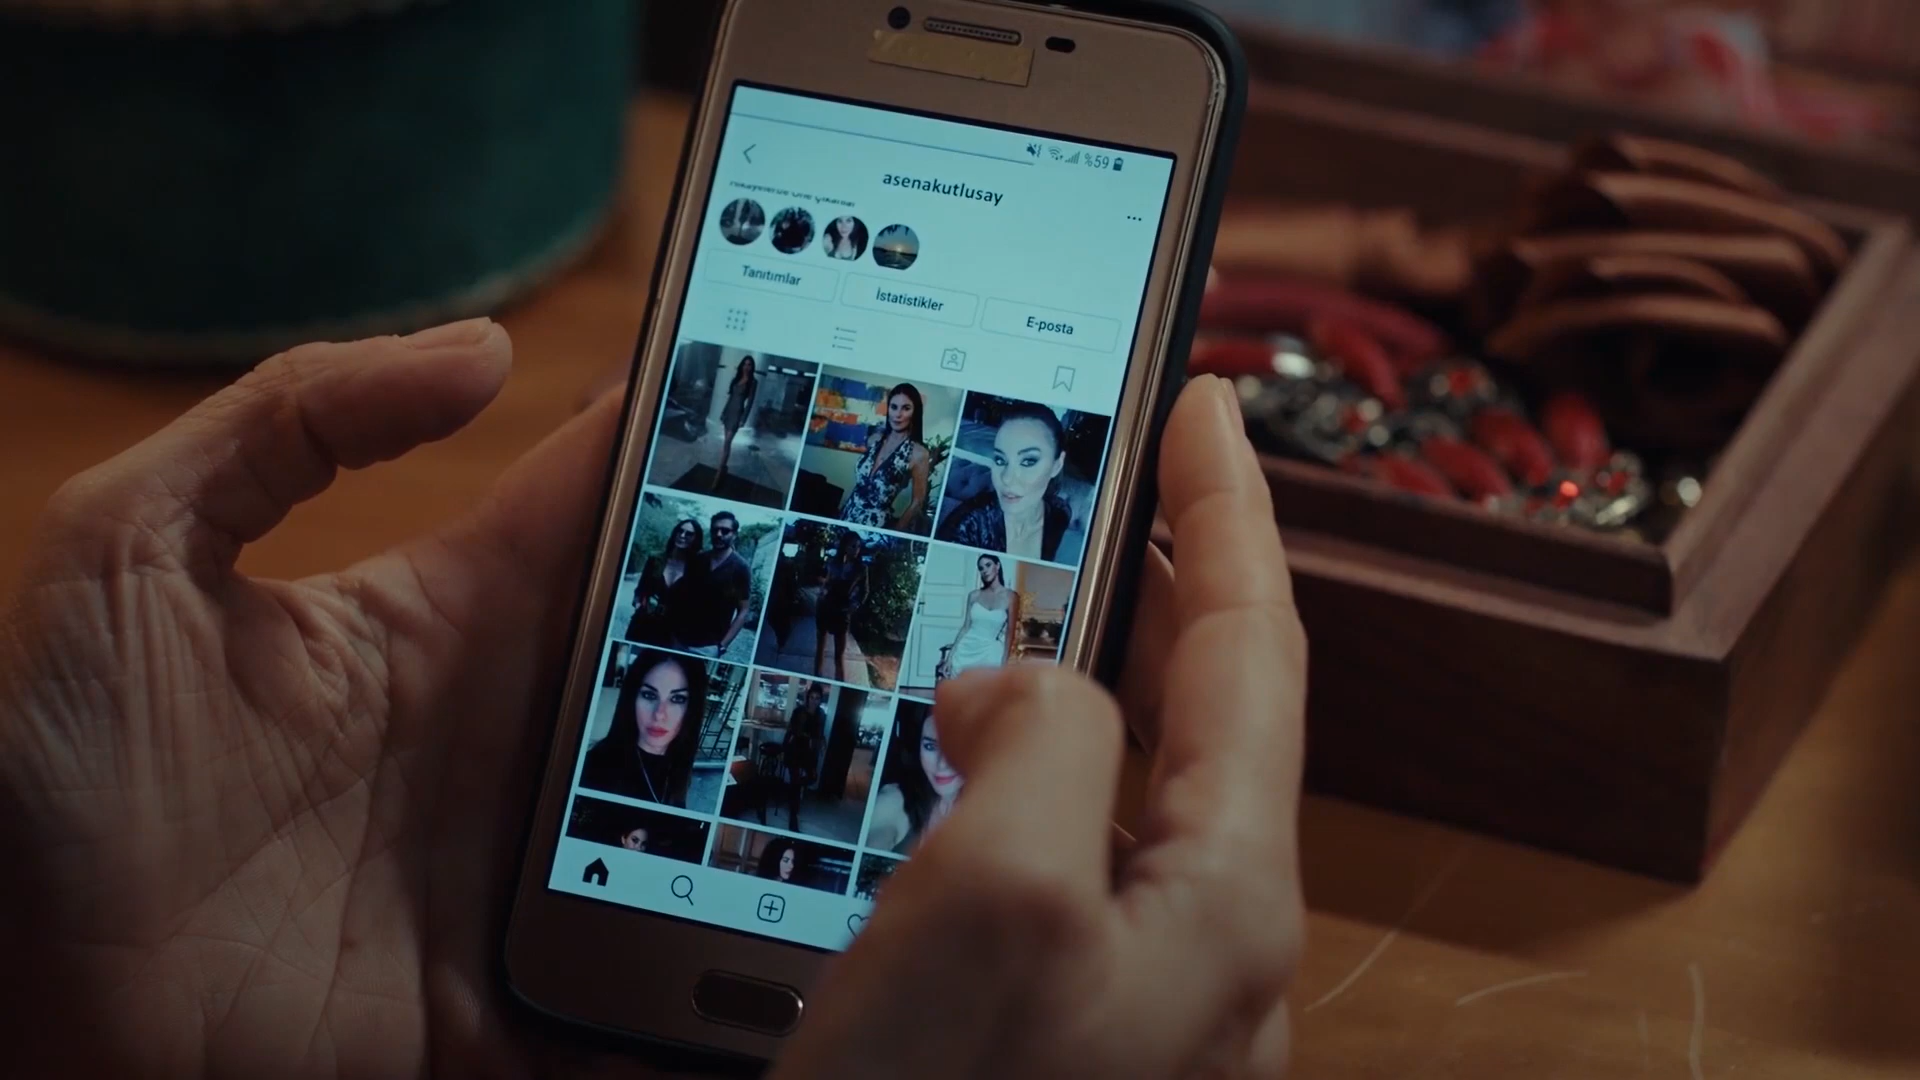 %59
asenakutlusay
Tanıtımlar
İstatistikler
E-posta